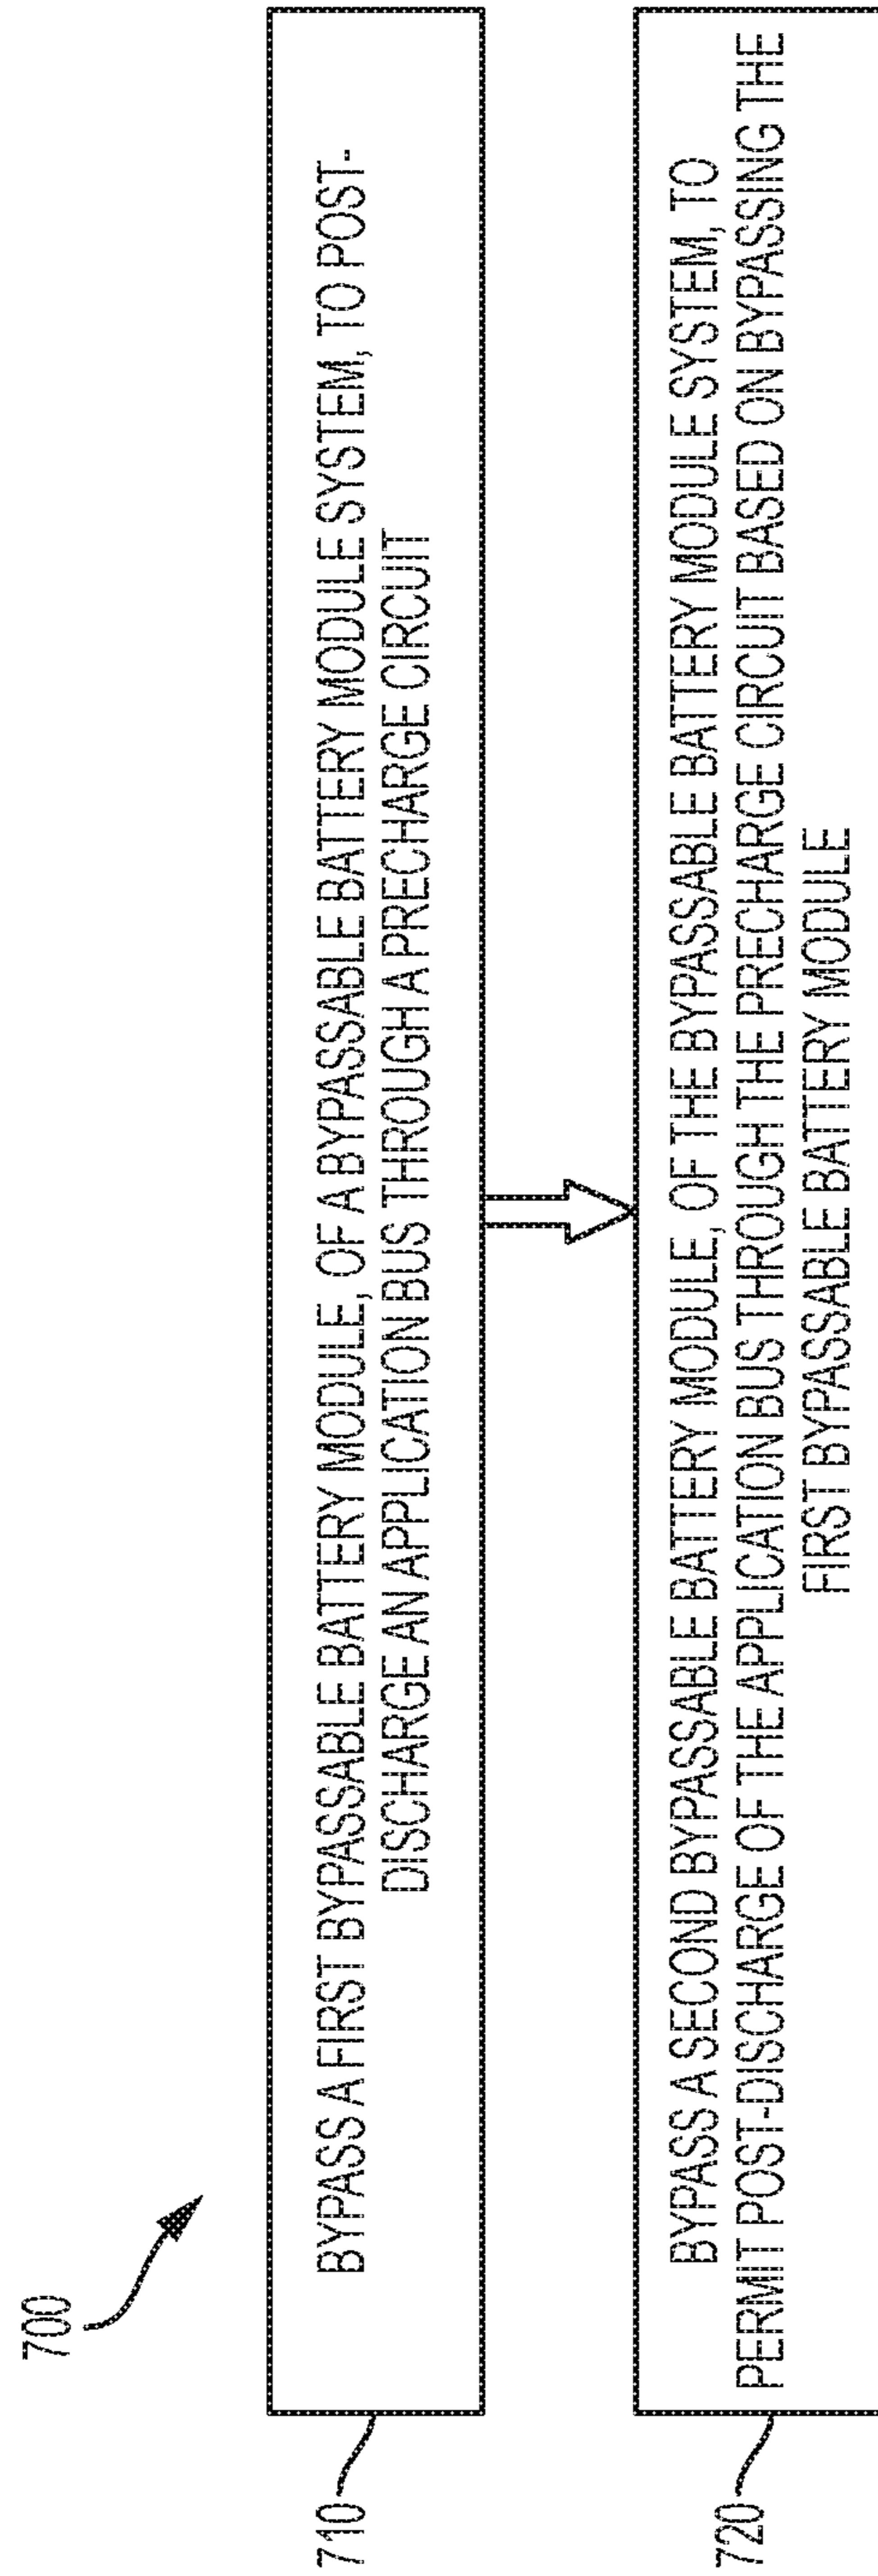 700
710
BYPASS A FIRST BYPASSABLE BATTERY MODULE, OF A BYPASSABLE BATTERY MODULE SYSTEM, TO POST-
DISCHARGE AN APPLICATION BUS THROUGH A PRECHARGE CIRCUIT
720
BYPASS A SECOND BYPASSABLE BATTERY MODULE, OF THE BYPASSABLE BATTERY MODULE SYSTEM, TO
PERMIT POST-DISCHARGE OF THE APPLICATION BUS THROUGH THE PRECHARGE CIRCUIT BASED ON BYPASSING THE
FIRST BYPASSABLE BATTERY MODULE